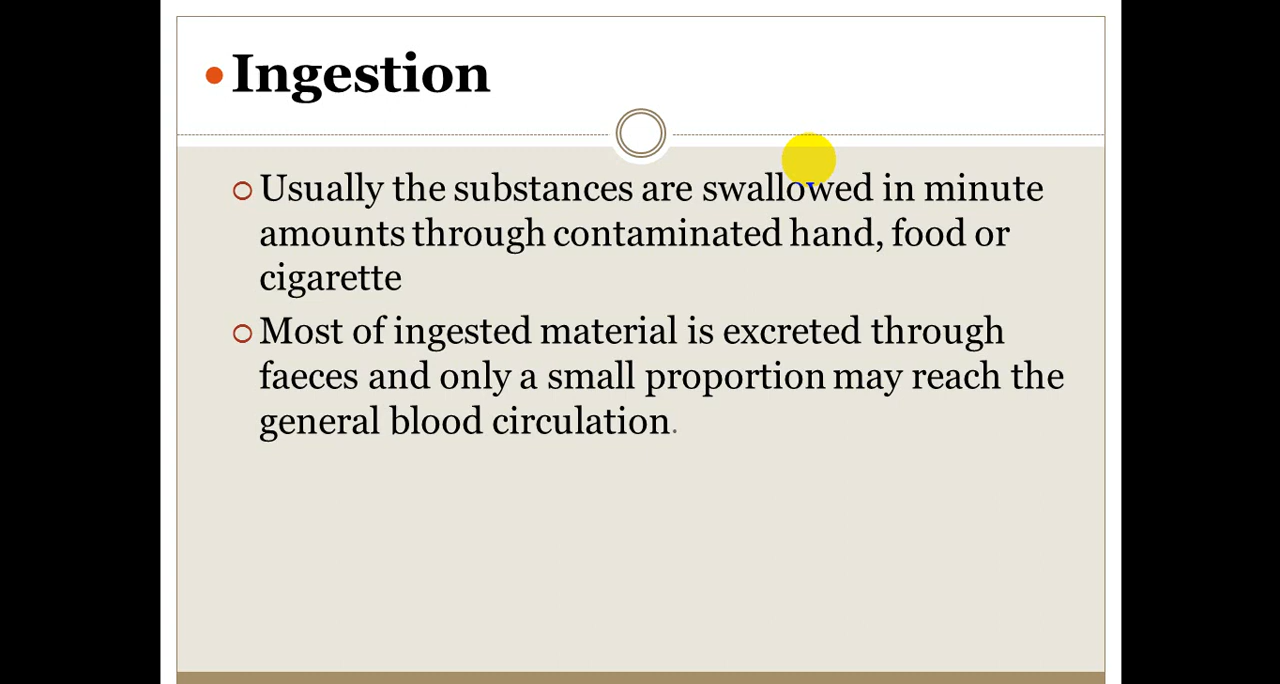 Ingestion
Usually the substances are swallowed in minute
amounts through contaminated hand, food or
cigarette
Most of ingested material is excreted through
faeces and only a small proportion may reach the
general blood circulation.